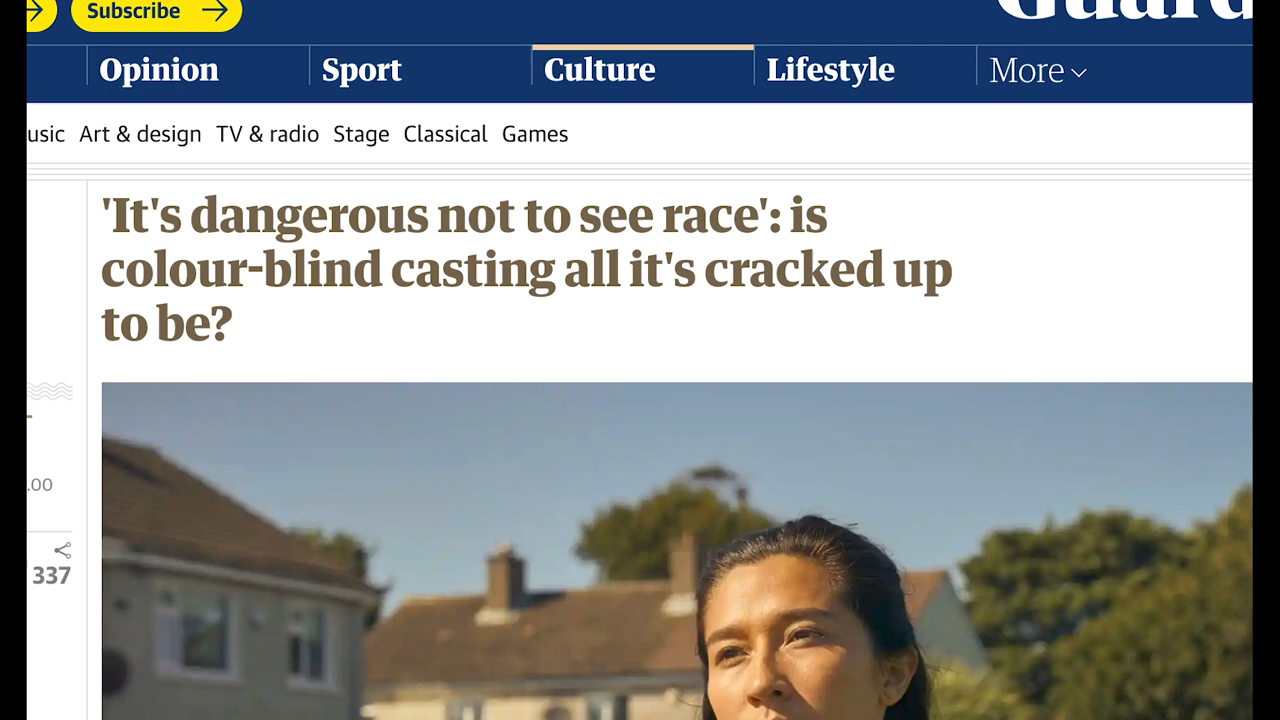 Subscribe
Guard
Opinion Sport Culture Lifestyle More
usic Art & design TV & radio Stage Classical Games
'It's dangerous not to see race': is
colour-blind casting all it's cracked up
to be?
.00
337